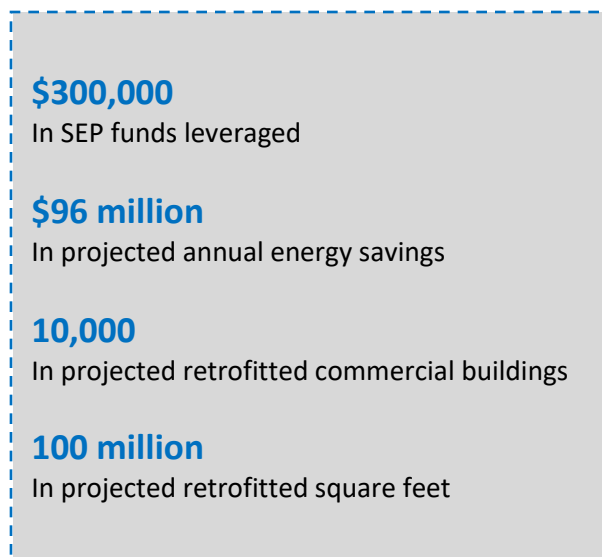 $300,000
In SEP funds leveraged
$96 million
In projected annual energy savings
10,000
In projected retrofitted commercial buildings
100 million
In projected retrofitted square feet